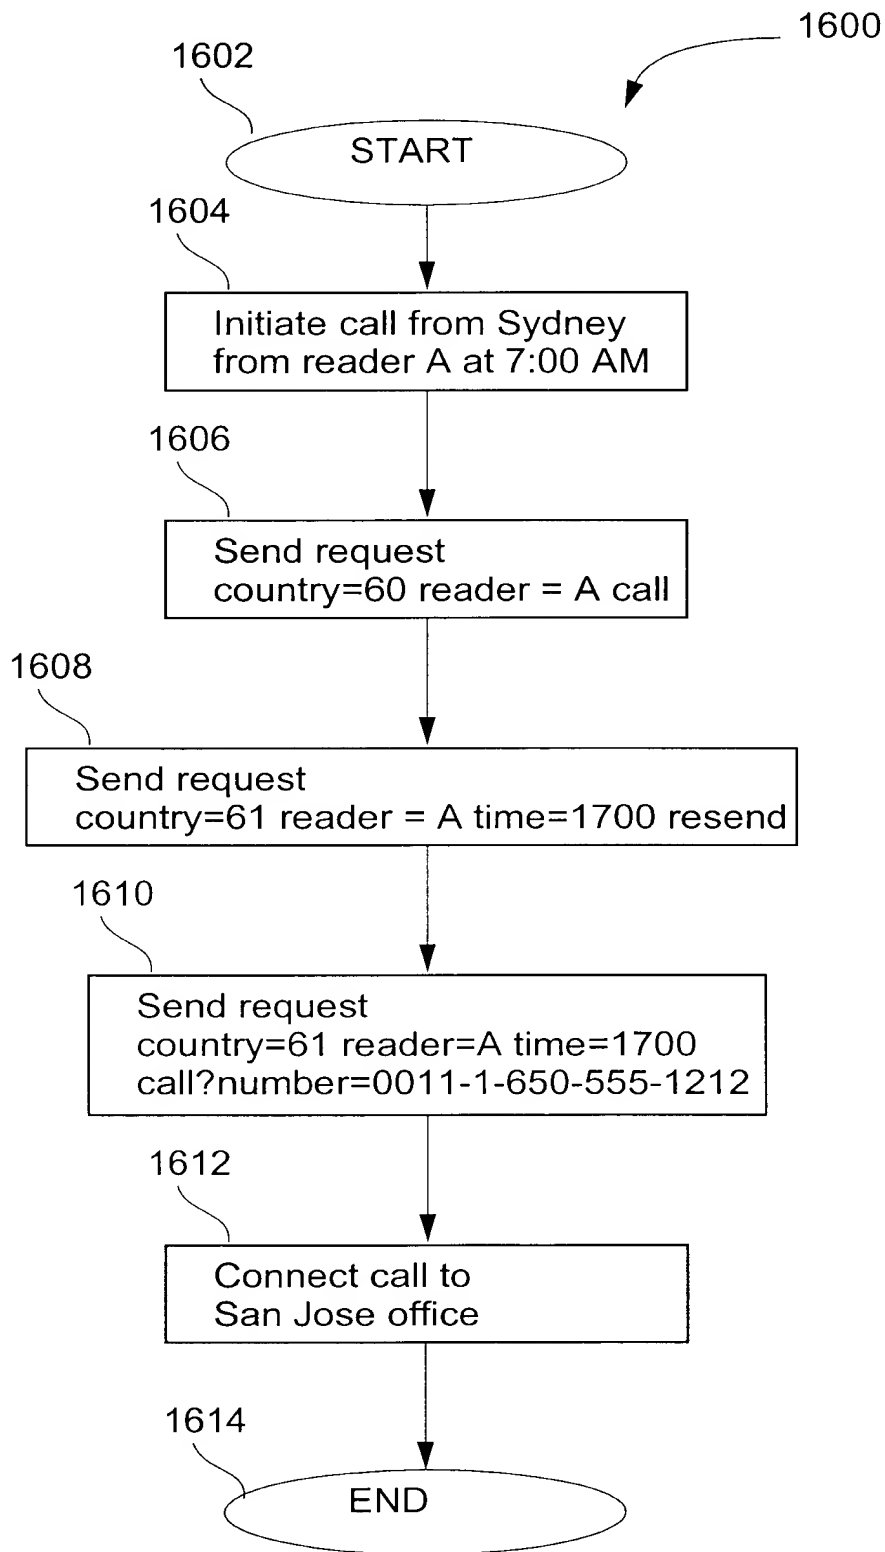 1600
1602
START
1604
Initiate call from Sydney
from reader A at 7:00 AM
1606
Send request
country=60 reader = A call
1608
Send request
country=61 reader = A time=1700 resend
1610
Send request
country=61 reader=A time=1700
call?number=0011-1-650-555-1212
1612
Connect call to
San Jose office
1614
END